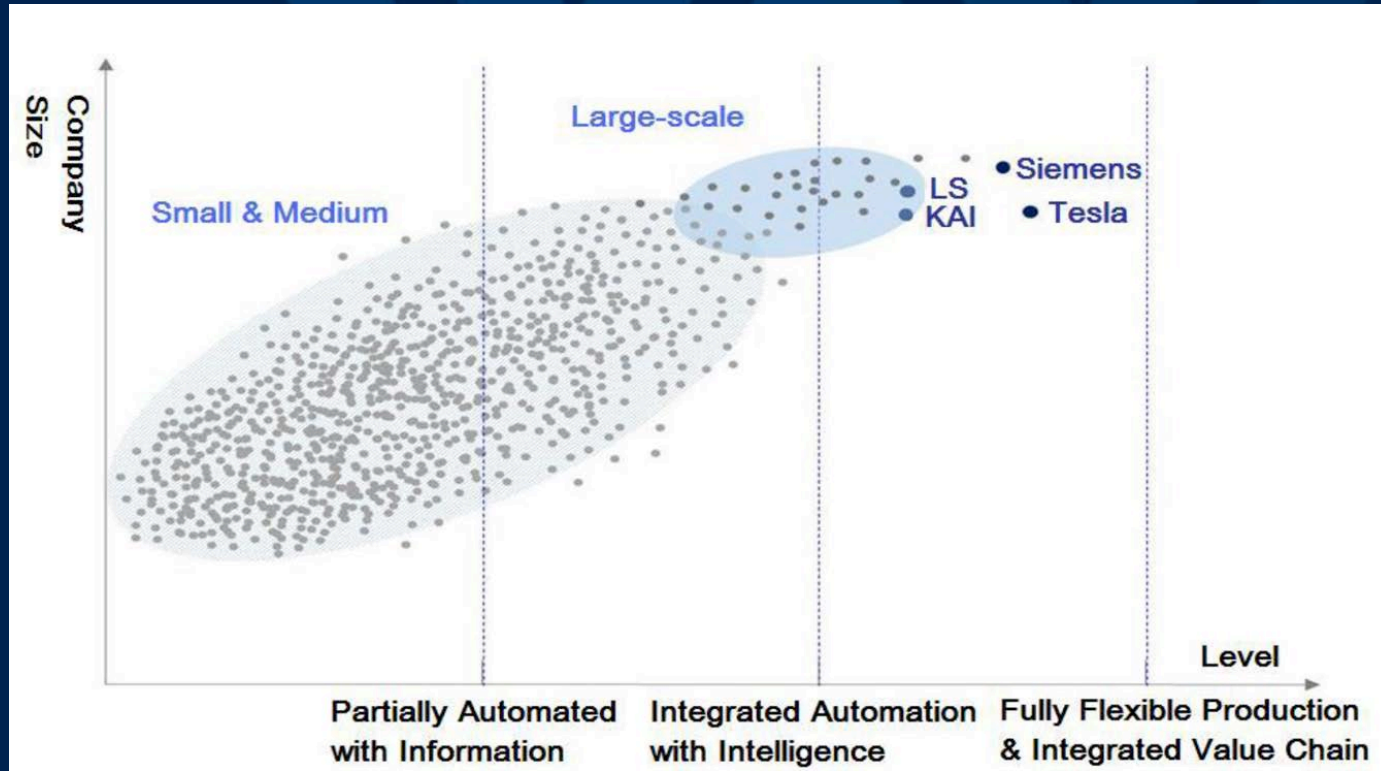 Company
Size
Large-scale
Small & Medium
Siemens
LS
KAI
Tesla
Level
Partially Automated
with Information
Integrated Automation
with Intelligence
Fully Flexible Production
& Integrated Value Chain